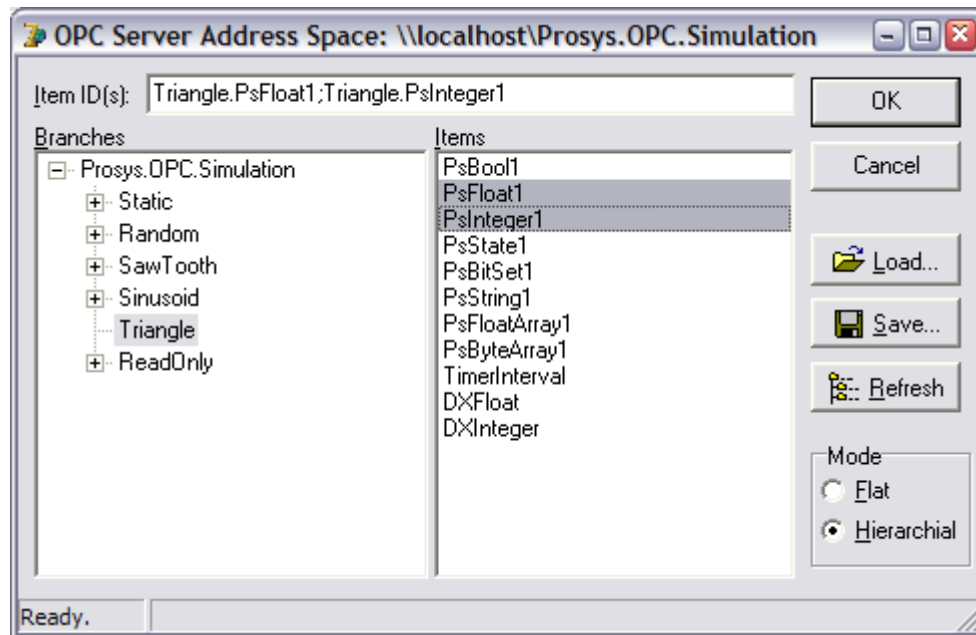 OPC Server Address Space: \\localhost\Prosys.OPC.Simulation
Item ID(s): Triangle.PsFloat1;Triangle.PsInteger1
OK
Cancel
Branches
Prosys.OPC.Simulation
Static
Random
SawTooth
Sinusoid
Triangle
ReadOnly
Items
PsBool1
PsFloat1
PsInteger1
PsState1
PsBitSet1
PsString1
PsFloatArray1
PsByteArray1
TimerInterval
DXFloat
DXInteger
Load...
Save...
Refresh
Mode
Flat
Hierarchial
Ready.